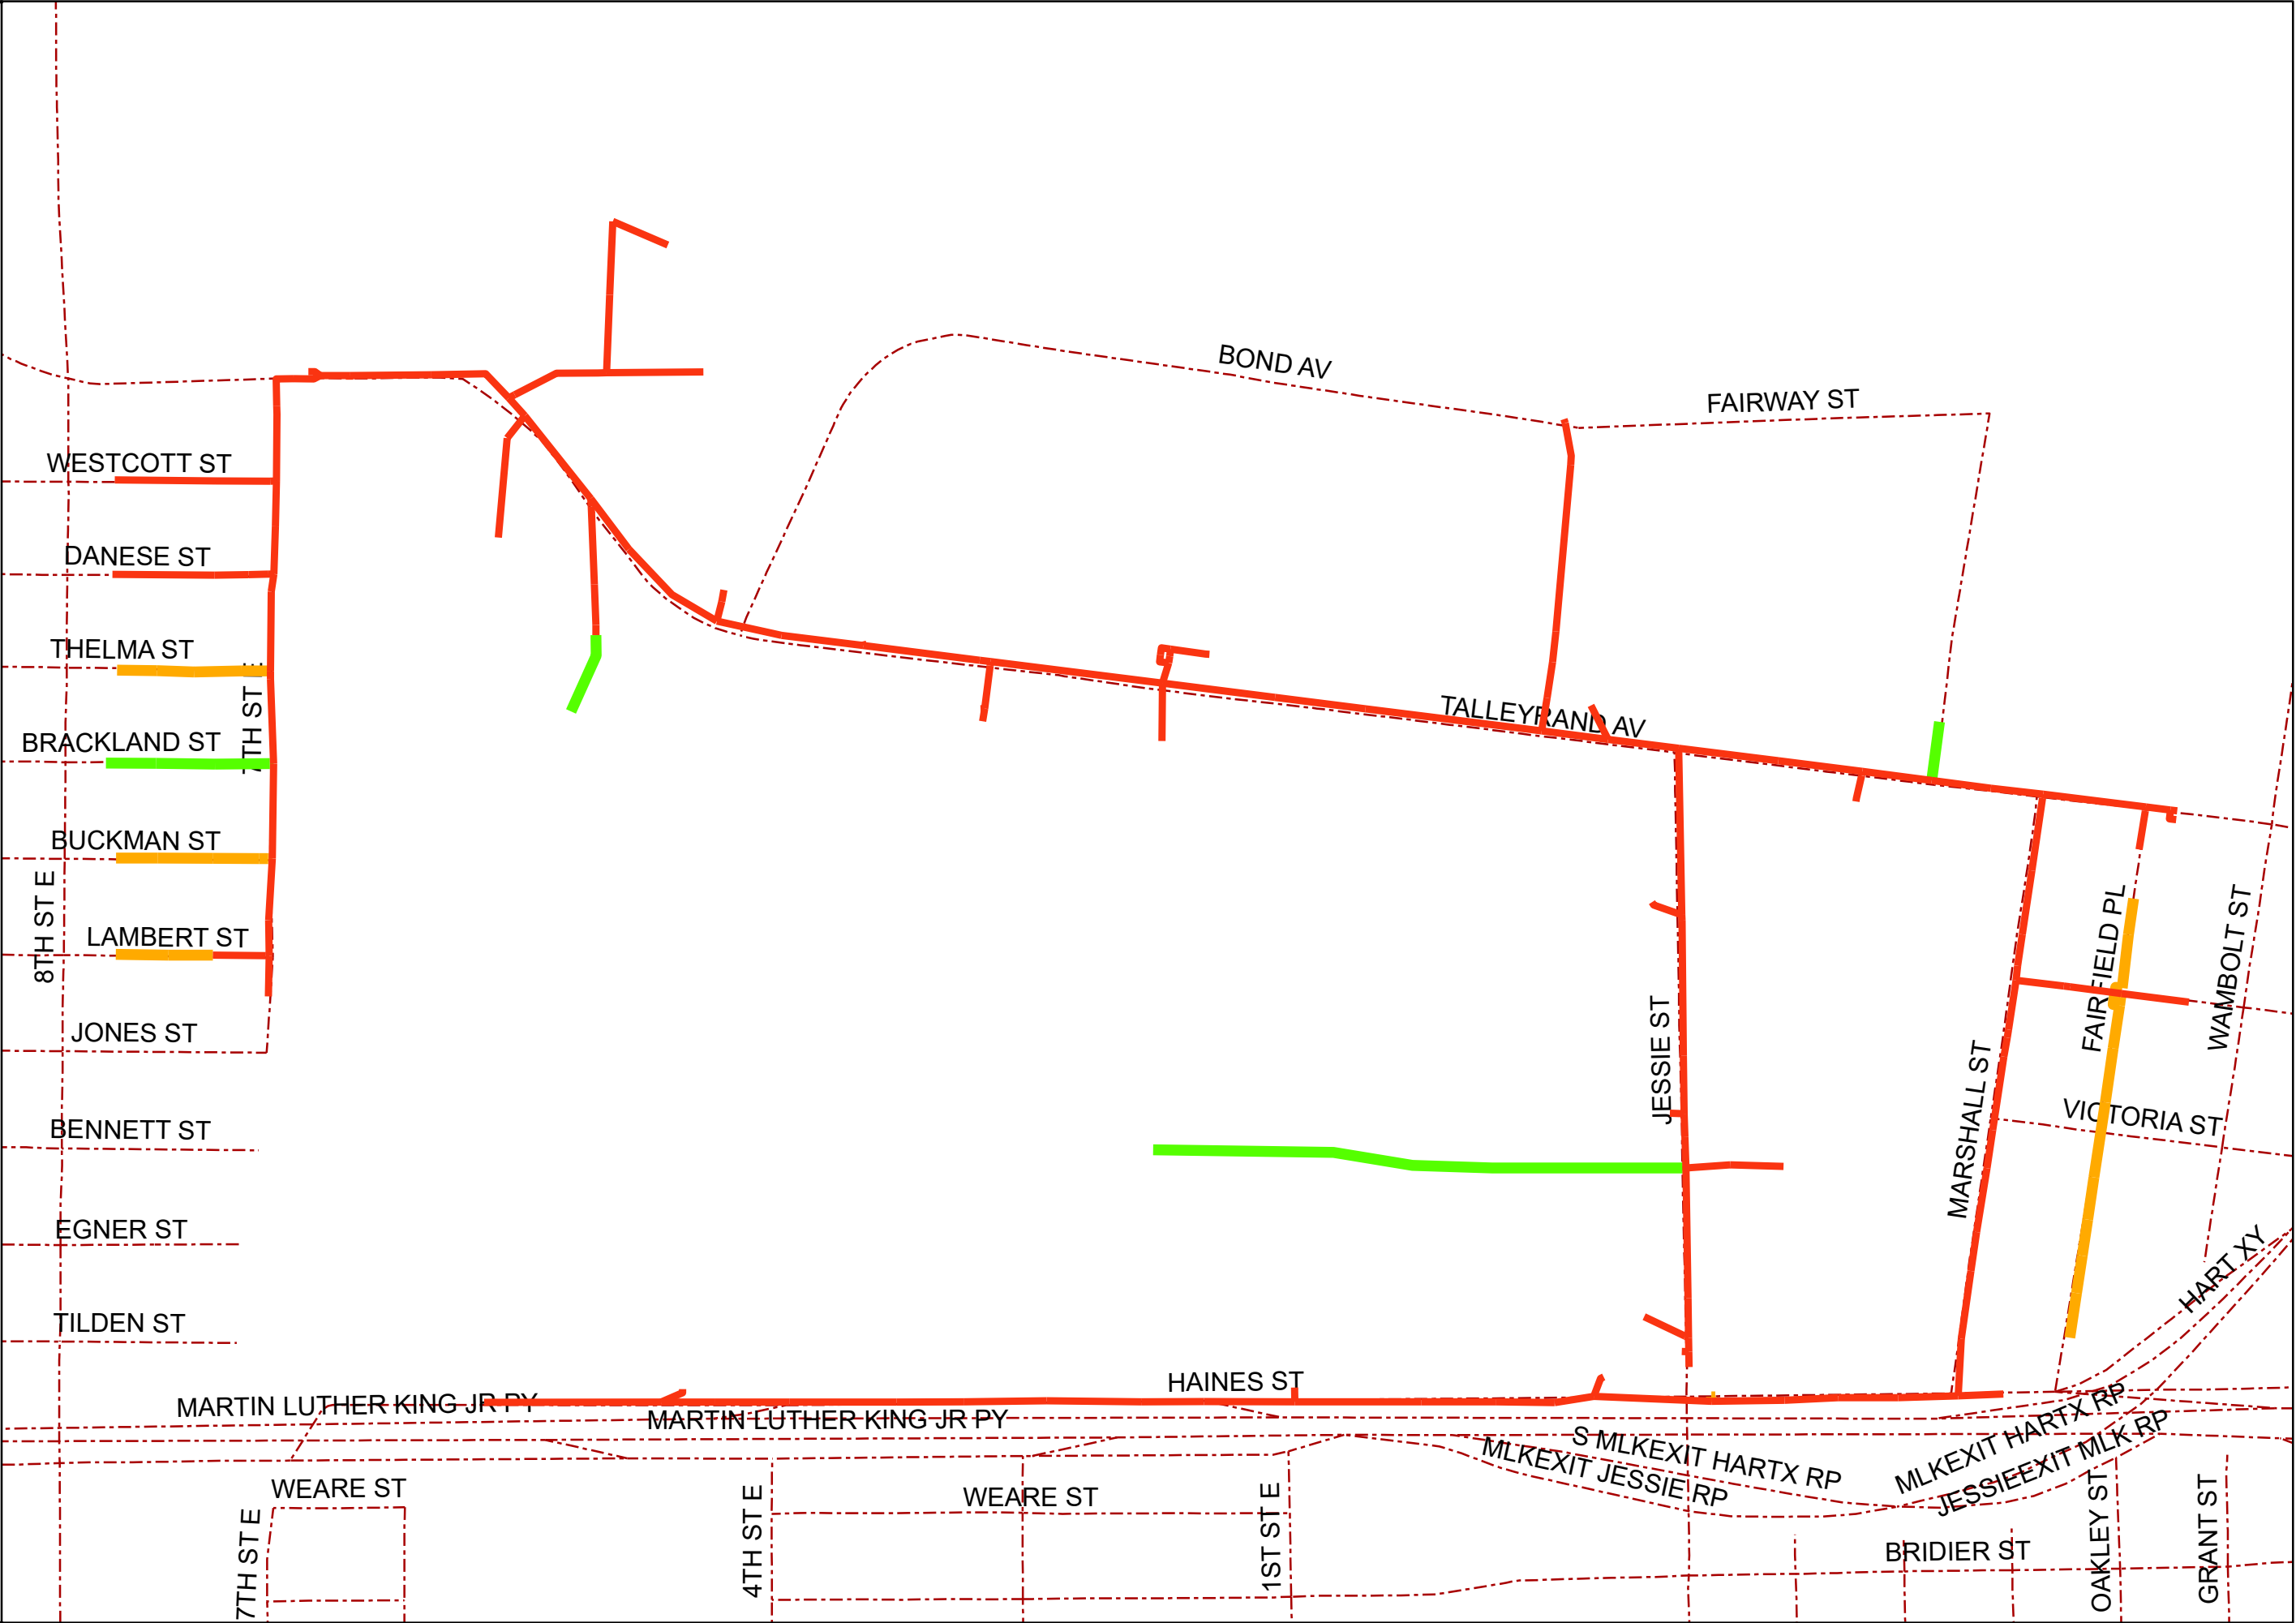 BOND AV
FAIRWAY ST
WESTCOTT ST
DANESE ST
THELMA ST
7TH ST E
TALLEYRAND AV
BRACKLAND ST
BUCKMAN ST
8TH ST E
LAMBERT ST
FAIRFIELD PL
WAMBOLT ST
JONES ST
JESSIE ST
MARSHALL ST
VICTORIA ST
BENNETT ST
EGNER ST
HART XY
TILDEN ST
HAINES ST
MARTIN LUTHER KING JR PY
MARTIN LUTHER KING JR PY
S MLKEXIT HARTX RP
MLKEXIT JESSIE RP
MLKEXIT HARTX RP
JESSIEEXIT MLK RP
WEARE ST
WEARE ST
7TH ST E
4TH ST E
1ST ST E
BRIDIER ST
OAKLEY ST
GRANT ST